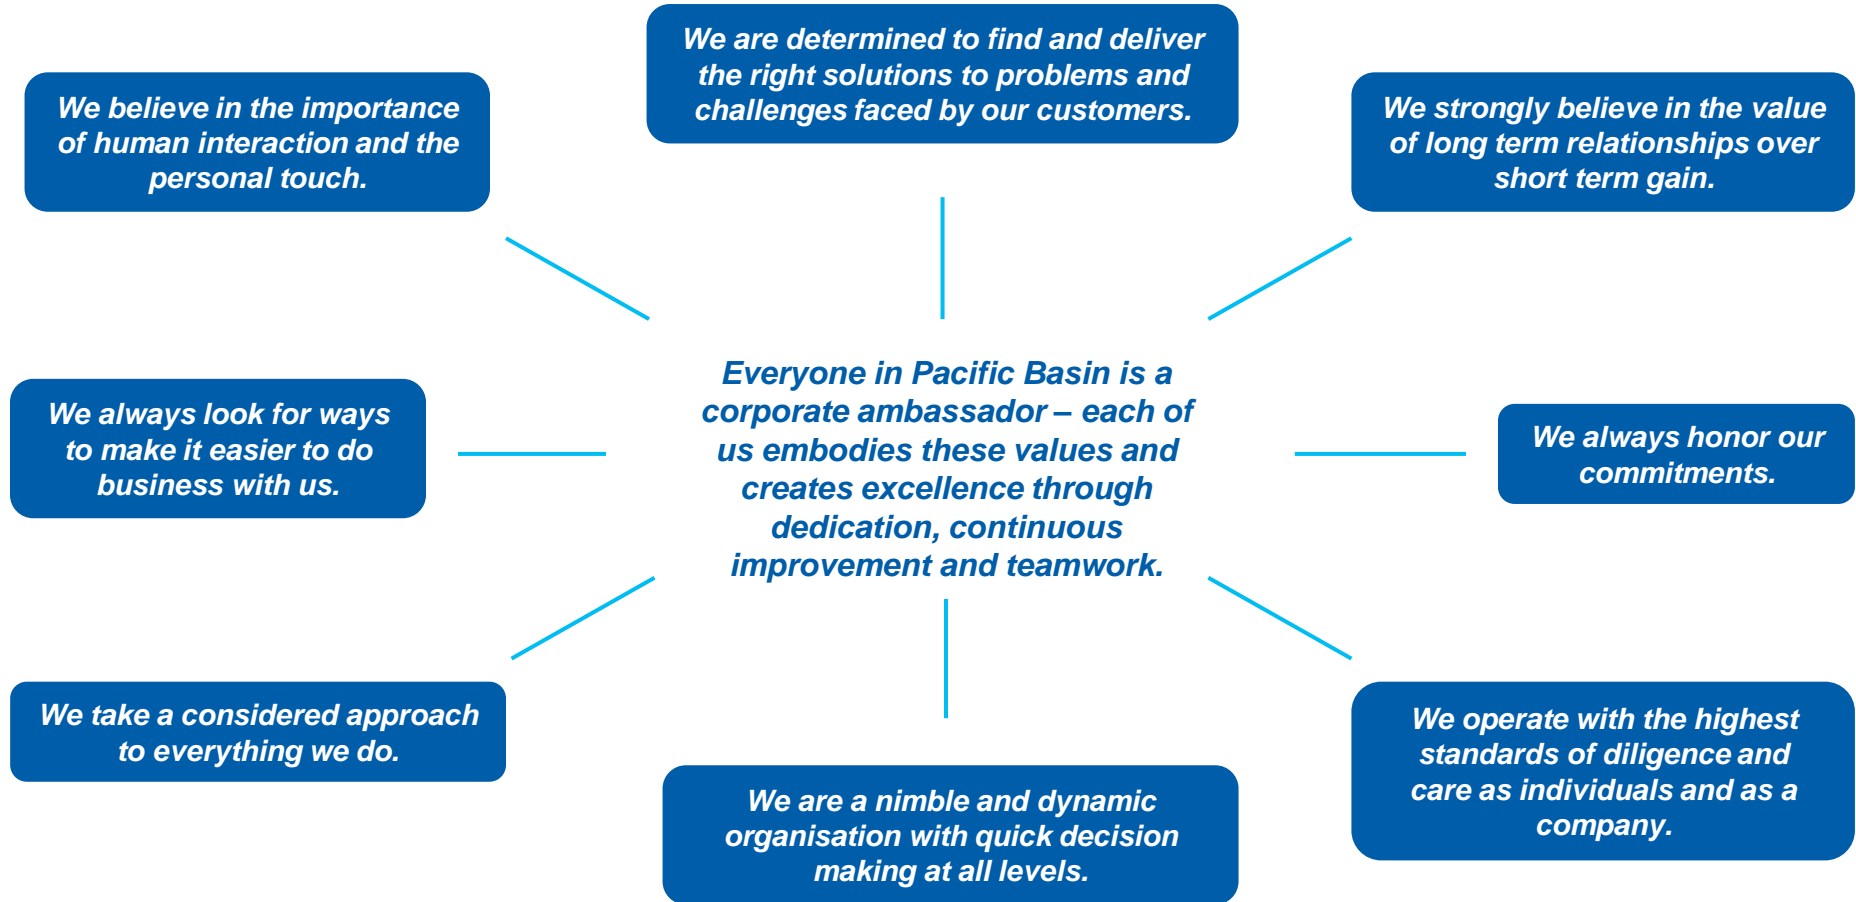 We are determined to find and deliver
the right solutions to problems and
challenges faced by our customers.
We believe in the importance
of human interaction and the
personal touch.
We strongly believe in the value
of long term relationships over
short term gain.
Everyone in Pacific Basin is a
corporate ambassador – each of
us embodies these values and
creates excellence through
dedication, continuous
improvement and teamwork.
We always look for ways
to make it easier to do
business with us.
We always honor our
commitments.
We take a considered approach
to everything we do.
We are a nimble and dynamic
organisation with quick decision
making at all levels.
We operate with the highest
standards of diligence and
care as individuals and as a
company.